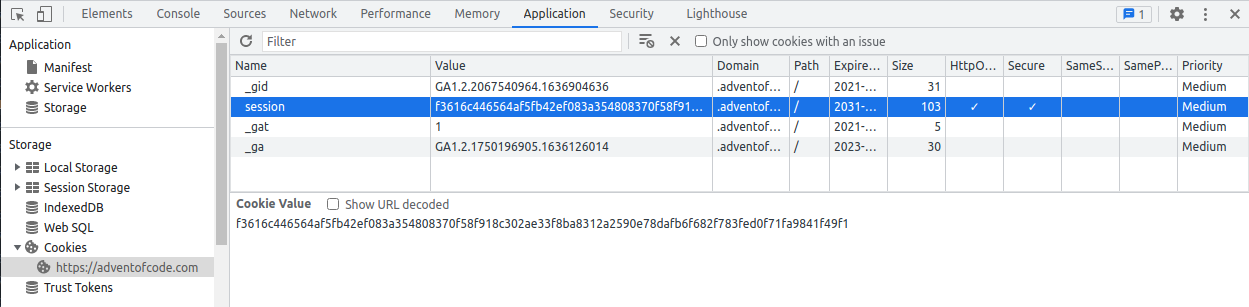 Elements Console Sources Network Performance Memory Application Security Lighthouse 1
Application
Manifest
Service Workers
Storage
Storage
Local Storage
Session Storage
IndexedDB
Web SQL
Cookies
https://adventofcode.com
Trust Tokens
Filter Only show cookies with an issue
Name Value Domain Path Expire... Size HttpO... Secure SameS... SameP... Priority
_gid GA1.2.2067540964.1636904636 .adventof... / 2021-... 31 Medium
session f3616c446564af5fb42ef083a354808370f58f91... .adventof... / 2031-... 103 ✓ ✓ Medium
_gat 1 .adventof... / 2021-... 5 Medium
_ga GA1.2.1750196905.1636126014 .adventof... / 2023-... 30 Medium
Cookie Value Show URL decoded
f3616c446564af5fb42ef083a354808370f58f918c302ae33f8ba8312a2590e78dafb6f682f783fed0f71fa9841f49f1